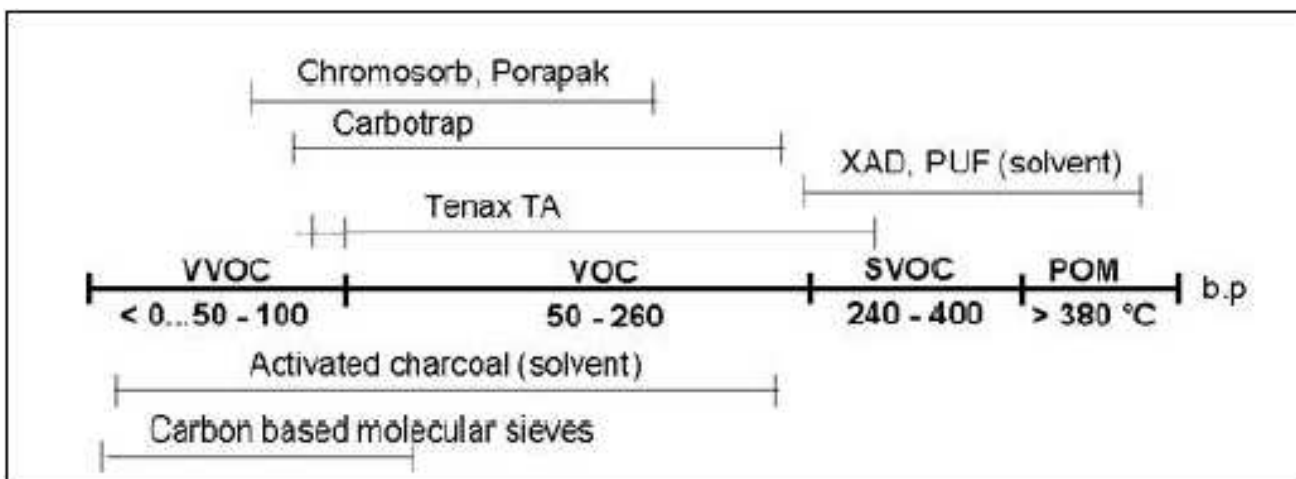 Chromosorb, Porapak
Carbotrap
XAD, PUF (solvent)
Tenax TA
VVOC VOC SVOC POM
b.p
< 0...50 - 100 50 - 260 240 - 400 > 380 °C
Activated charcoal (solvent)
Carbon based molecular sieves